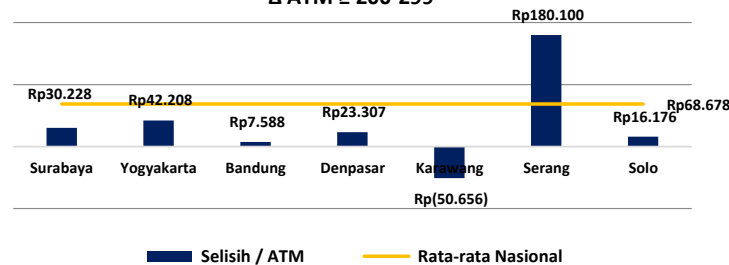 Rp180.100
Rp30.228
Rp42.208
Rp7.588
Rp23.307
Rp16.176
Rp68.678
Surabaya Yogyakarta Bandung Denpasar Karawang Serang Solo
Rp(50.656)
Selisih / ATM Rata-rata Nasional